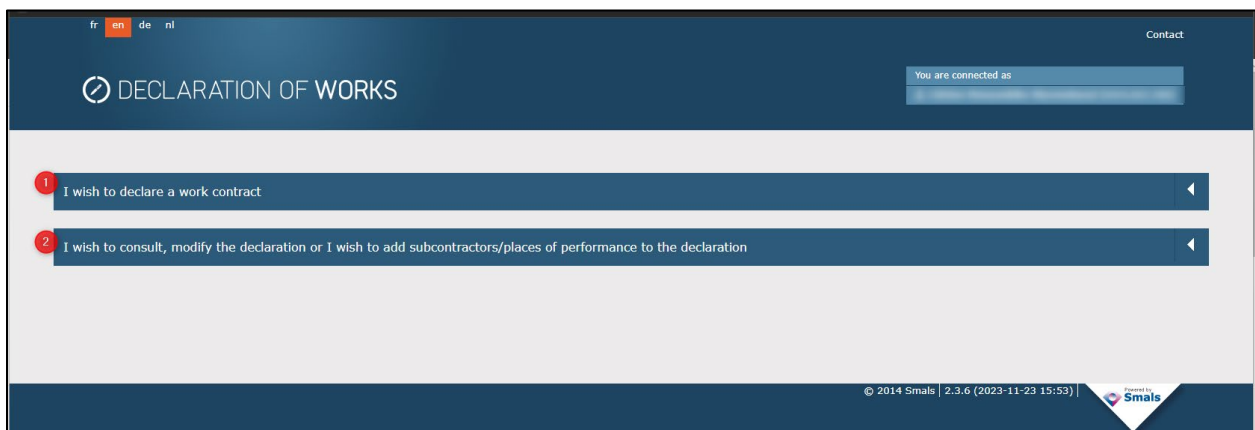 fr en de nl
Contact
DECLARATION OF WORKS
You are connected as
1
I wish to declare a work contract
2
I wish to consult, modify the declaration or I wish to add subcontractors/places of performance to the declaration
© 2014 Smals | 2.3.6 (2023-11-23 15:53) |
Powered by
Smals